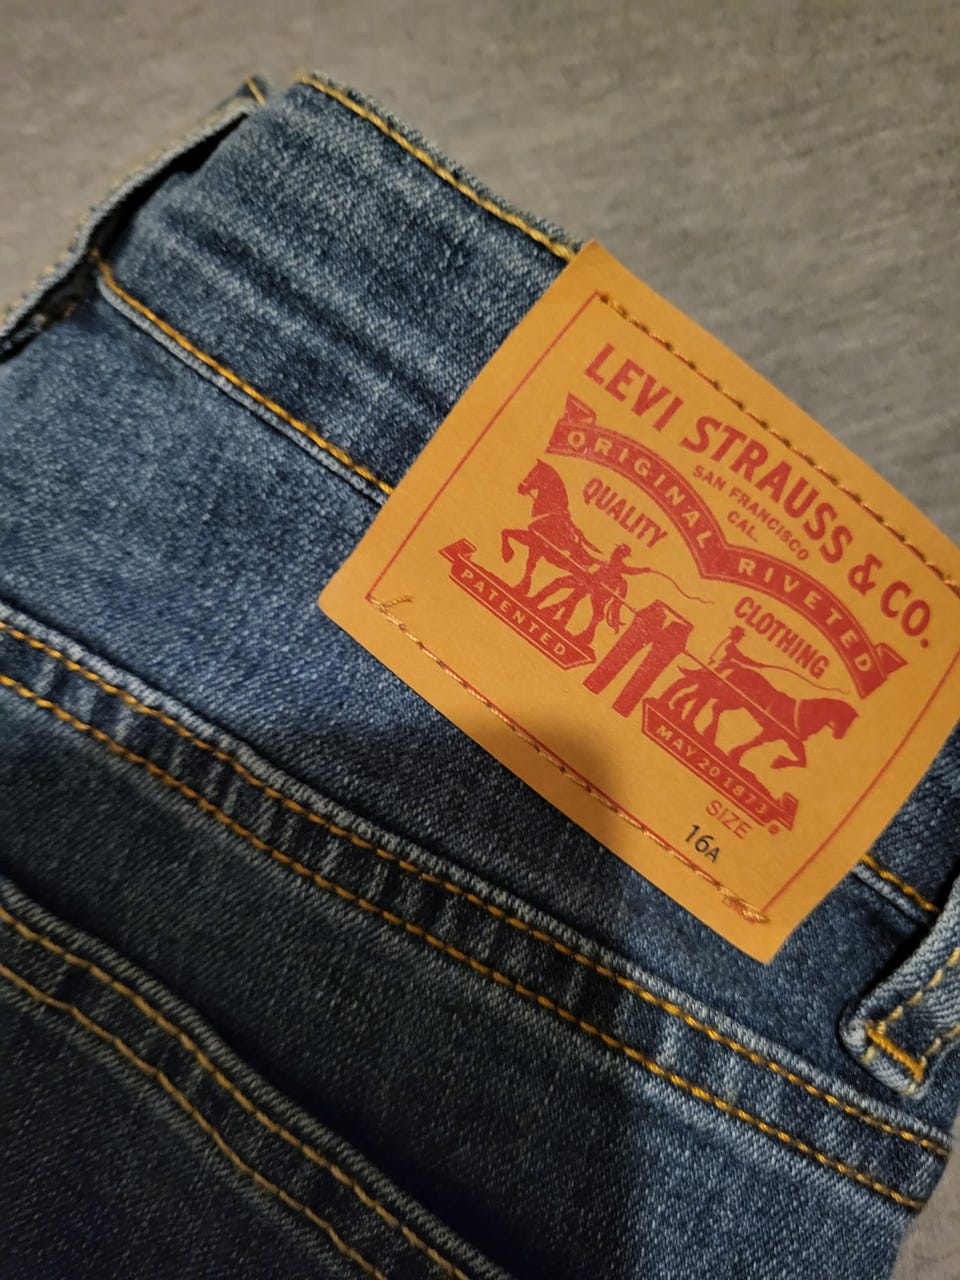 LEVI STRAUSS & CO.
SAN FRANCISCO
CAL.
ORIGINAL RIVETED
QUALITY
CLOTHING
PATENTED
MAY 20 1873
SIZE
16A